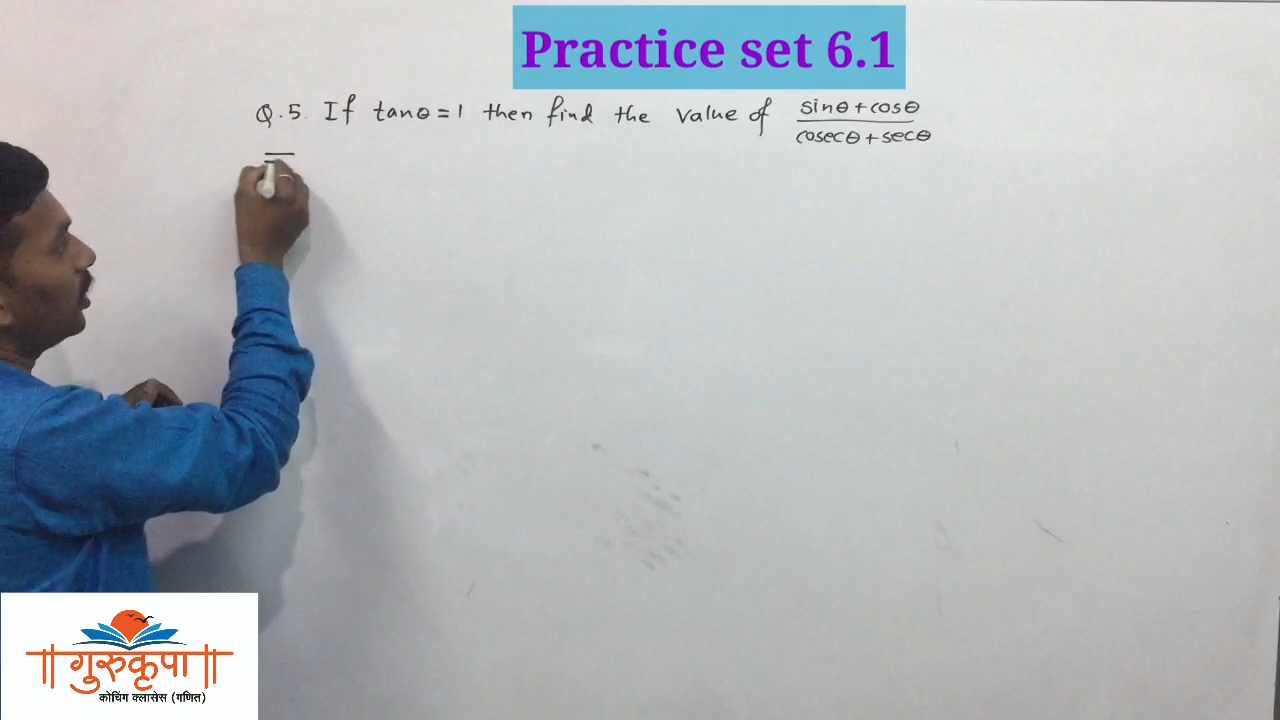 Practice set 6.1
Q.5. If tanθ = 1 then find the value of sinθ + cosθ / cosecθ + secθ
॥ गुरुकृपा ॥
कोचिंग क्लासेस (गणित)